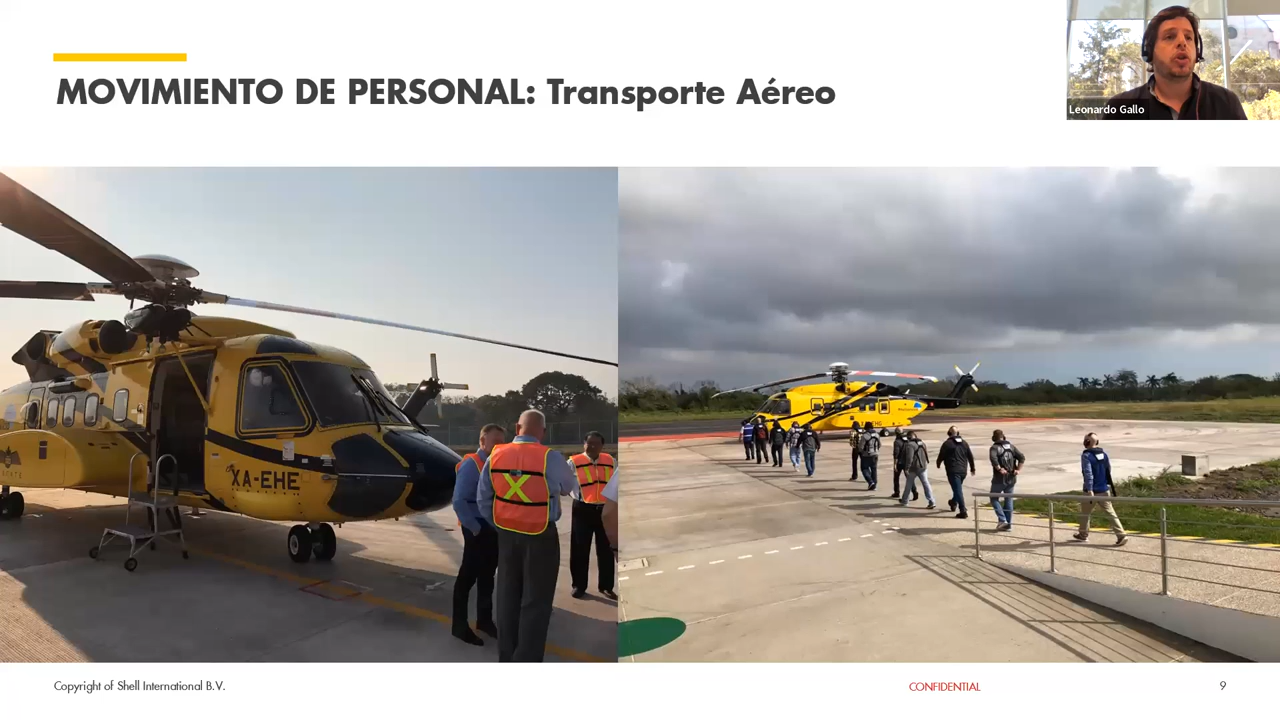 MOVIMIENTO DE PERSONAL: Transporte Aéreo
Leonardo Gallo
XA-EHE
Copyright of Shell International B.V.
CONFIDENTIAL
9